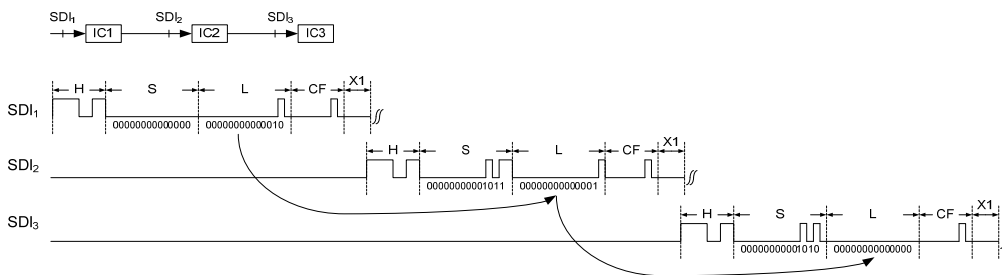 SDI1 SDI2 SDI3
IC1 IC2 IC3
H S L CF X1
SDI1
00000000000000 00000000000010
H S L CF X1
SDI2
00000000001011 00000000000001
H S L CF X1
SDI3
00000000001010 00000000000000